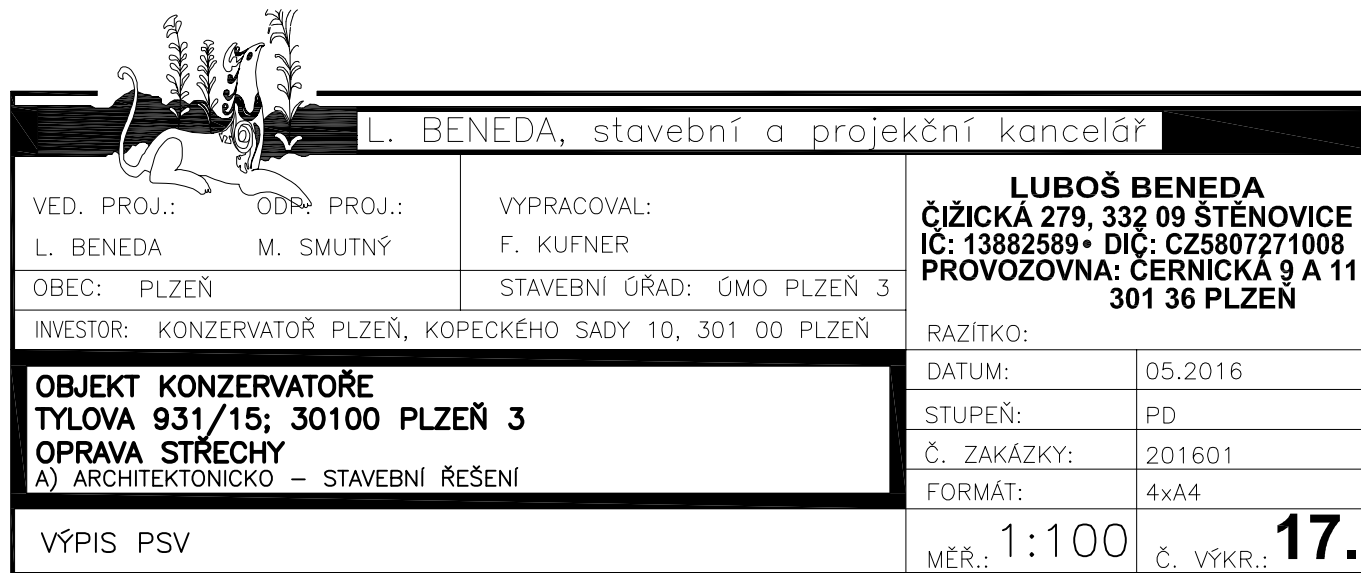 L. BENEDA, stavební a projekční kancelář
VED. PROJ.: ODP. PROJ.: VYPRACOVAL:
L. BENEDA M. SMUTNÝ F. KUFNER
OBEC: PLZEŇ STAVEBNÍ ÚŘAD: ÚMO PLZEŇ 3
INVESTOR: KONZERVATOŘ PLZEŇ, KOPECKÉHO SADY 10, 301 00 PLZEŇ
LUBOŠ BENEDA
ČIŽICKÁ 279, 332 09 ŠTĚNOVICE
IČ: 13882589• DIČ: CZ5807271008
PROVOZOVNA: ČERNICKÁ 9 A 11
301 36 PLZEŇ
RAZÍTKO:
OBJEKT KONZERVATOŘE
TYLOVA 931/15; 30100 PLZEŇ 3
OPRAVA STŘECHY
A) ARCHITEKTONICKO – STAVEBNÍ ŘEŠENÍ
DATUM: 05.2016
STUPEŇ: PD
Č. ZAKÁZKY: 201601
FORMÁT: 4xA4
VÝPIS PSV
MĚŘ.: 1:100 Č. VÝKR.: 17.